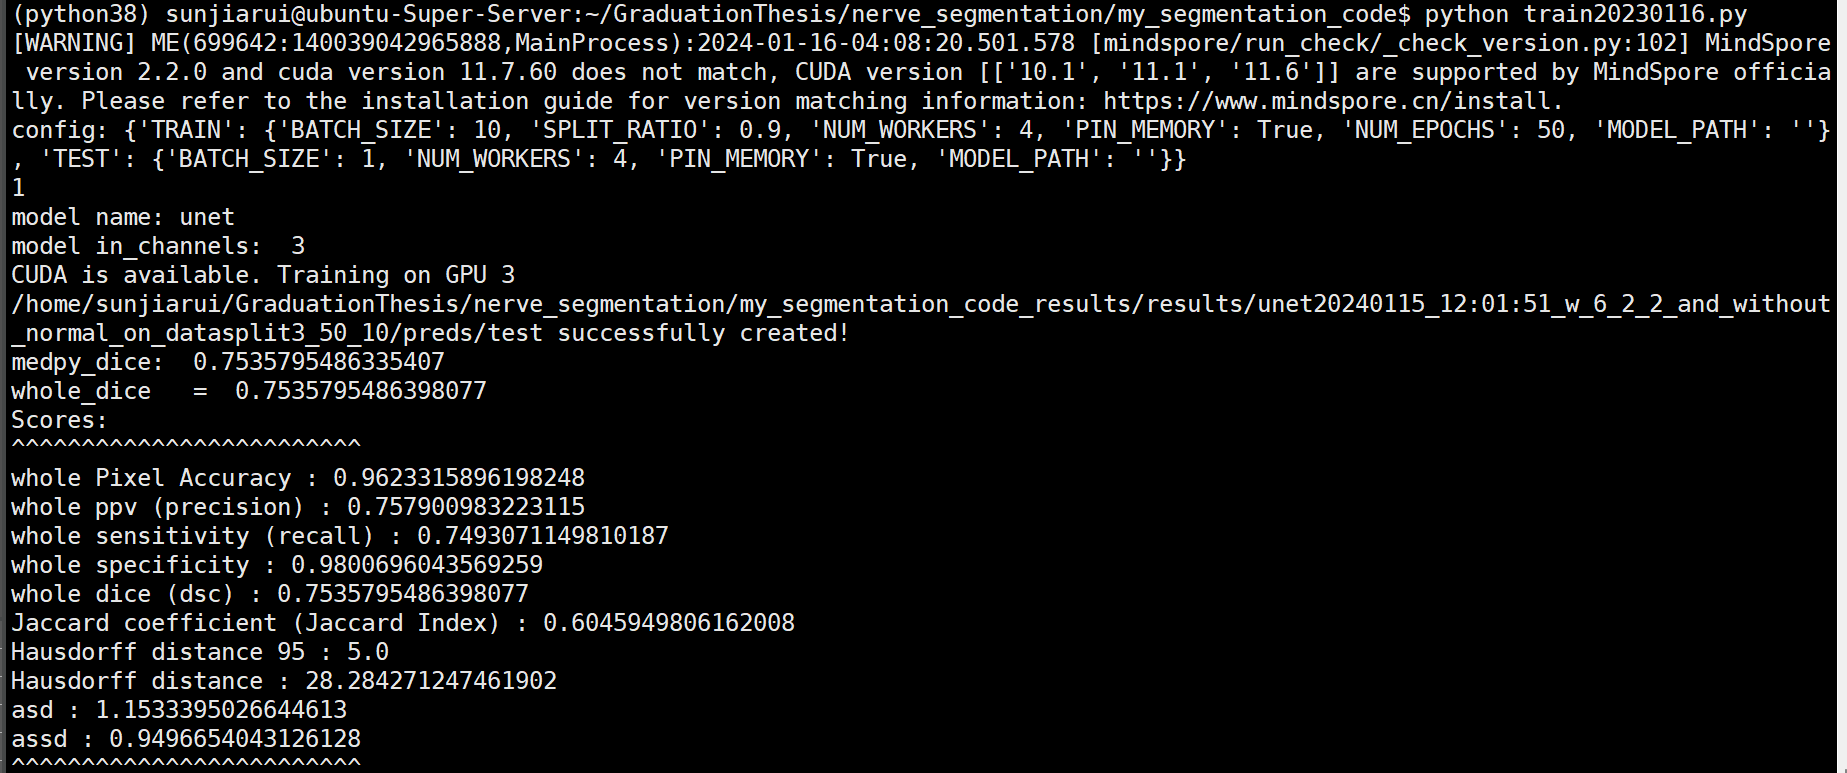 (python38) sunjiarui@ubuntu-Super-Server:~/GraduationThesis/nerve_segmentation/my_segmentation_code$ python train20230116.py
[WARNING] ME(699642:140039042965888,MainProcess):2024-01-16-04:08:20.501.578 [mindspore/run_check/_check_version.py:102] MindSpore
 version 2.2.0 and cuda version 11.7.60 does not match, CUDA version [['10.1', '11.1', '11.6']] are supported by MindSpore officia
lly. Please refer to the installation guide for version matching information: https://www.mindspore.cn/install.
config: {'TRAIN': {'BATCH_SIZE': 10, 'SPLIT_RATIO': 0.9, 'NUM_WORKERS': 4, 'PIN_MEMORY': True, 'NUM_EPOCHS': 50, 'MODEL_PATH': ''}
, 'TEST': {'BATCH_SIZE': 1, 'NUM_WORKERS': 4, 'PIN_MEMORY': True, 'MODEL_PATH': ''}}
1
model name: unet
model in_channels:  3
CUDA is available. Training on GPU 3
/home/sunjiarui/GraduationThesis/nerve_segmentation/my_segmentation_code_results/results/unet20240115_12:01:51_w_6_2_2_and_without
_normal_on_datasplit3_50_10/preds/test successfully created!
medpy_dice:  0.7535795486335407
whole_dice   =  0.7535795486398077
Scores:
^^^^^^^^^^^^^^^^^^^^^^^^^
whole Pixel Accuracy : 0.9623315896198248
whole ppv (precision) : 0.757900983223115
whole sensitivity (recall) : 0.7493071149810187
whole specificity : 0.9800696043569259
whole dice (dsc) : 0.7535795486398077
Jaccard coefficient (Jaccard Index) : 0.6045949806162008
Hausdorff distance 95 : 5.0
Hausdorff distance : 28.284271247461902
asd : 1.1533395026644613
assd : 0.9496654043126128
^^^^^^^^^^^^^^^^^^^^^^^^^